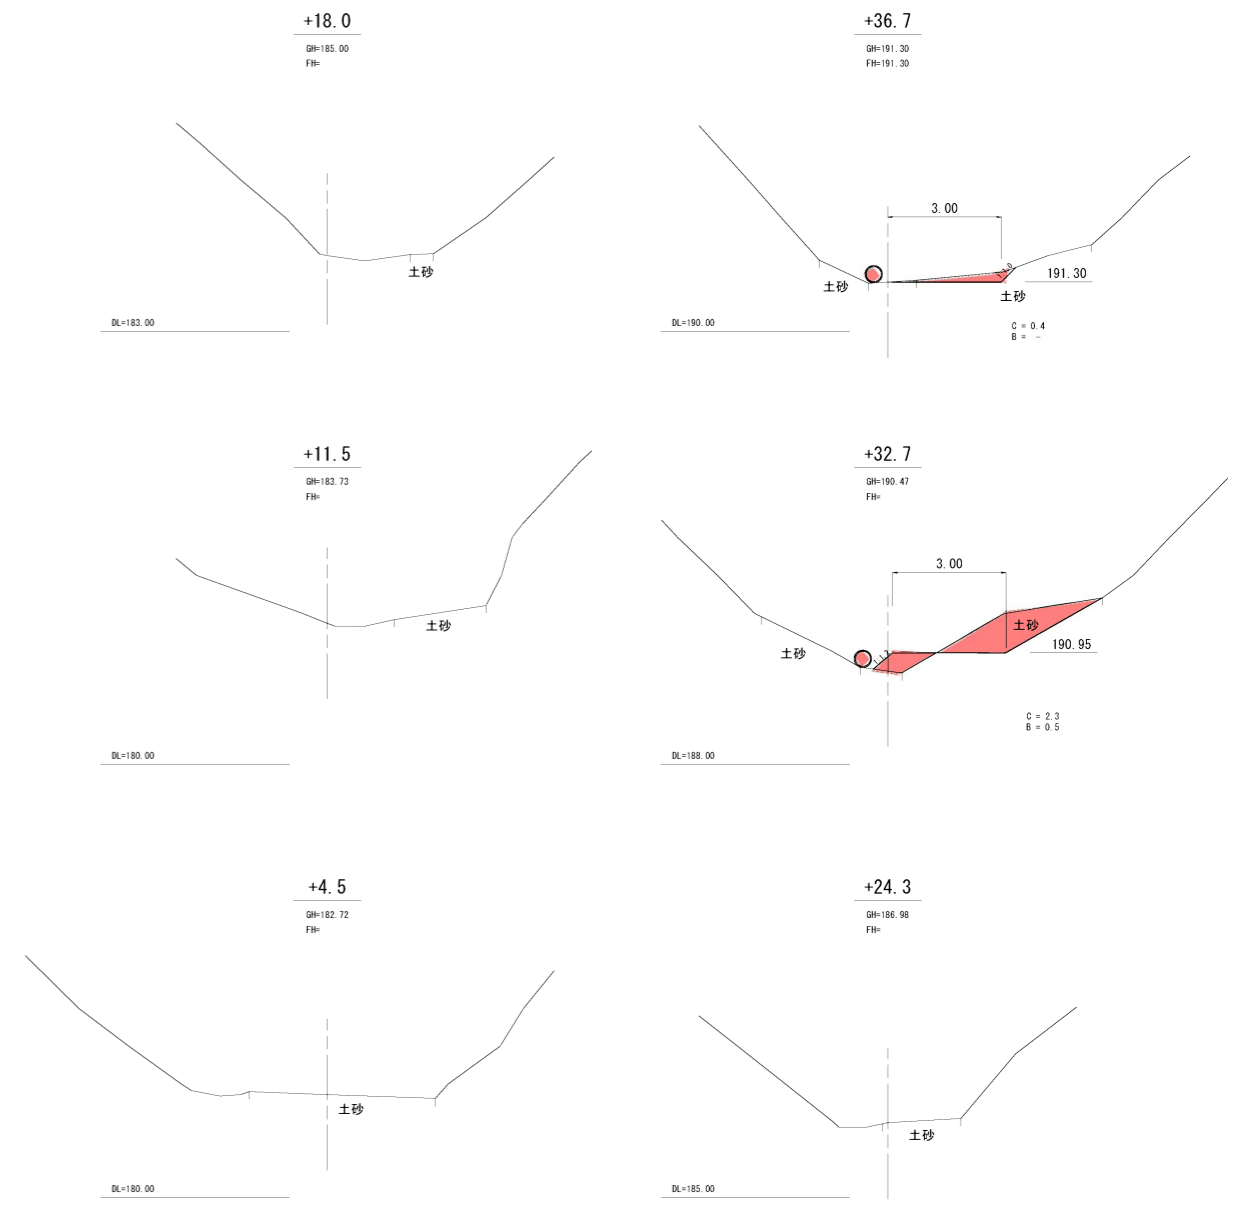 +18.0
GH=185.00
FH=
土砂
DL=183.00
+36.7
GH=191.30
FH=191.30
3.00
1:1.0
191.30
土砂
土砂
DL=190.00
C = 0.4
B = －
+11.5
GH=183.73
FH=
土砂
DL=180.00
+32.7
GH=190.47
FH=
3.00
土砂
190.95
土砂
C = 2.3
B = 0.5
DL=188.00
+4.5
GH=182.72
FH=
土砂
DL=180.00
+24.3
GH=186.98
FH=
土砂
DL=185.00